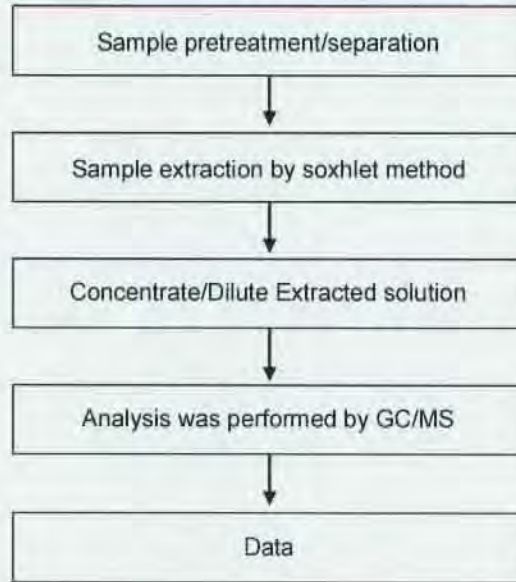 Sample pretreatment/separation
Sample extraction by soxhlet method
Concentrate/Dilute Extracted solution
Analysis was performed by GC/MS
Data